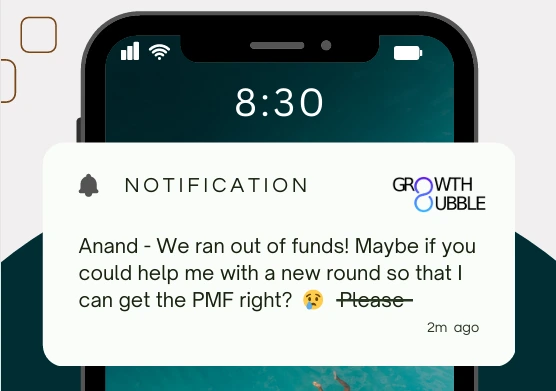 8:30
NOTIFICATION
GROWTH
BUBBLE
Anand - We ran out of funds! Maybe if you
could help me with a new round so that I
can get the PMF right? 😢 ~~Please~~
2m ago